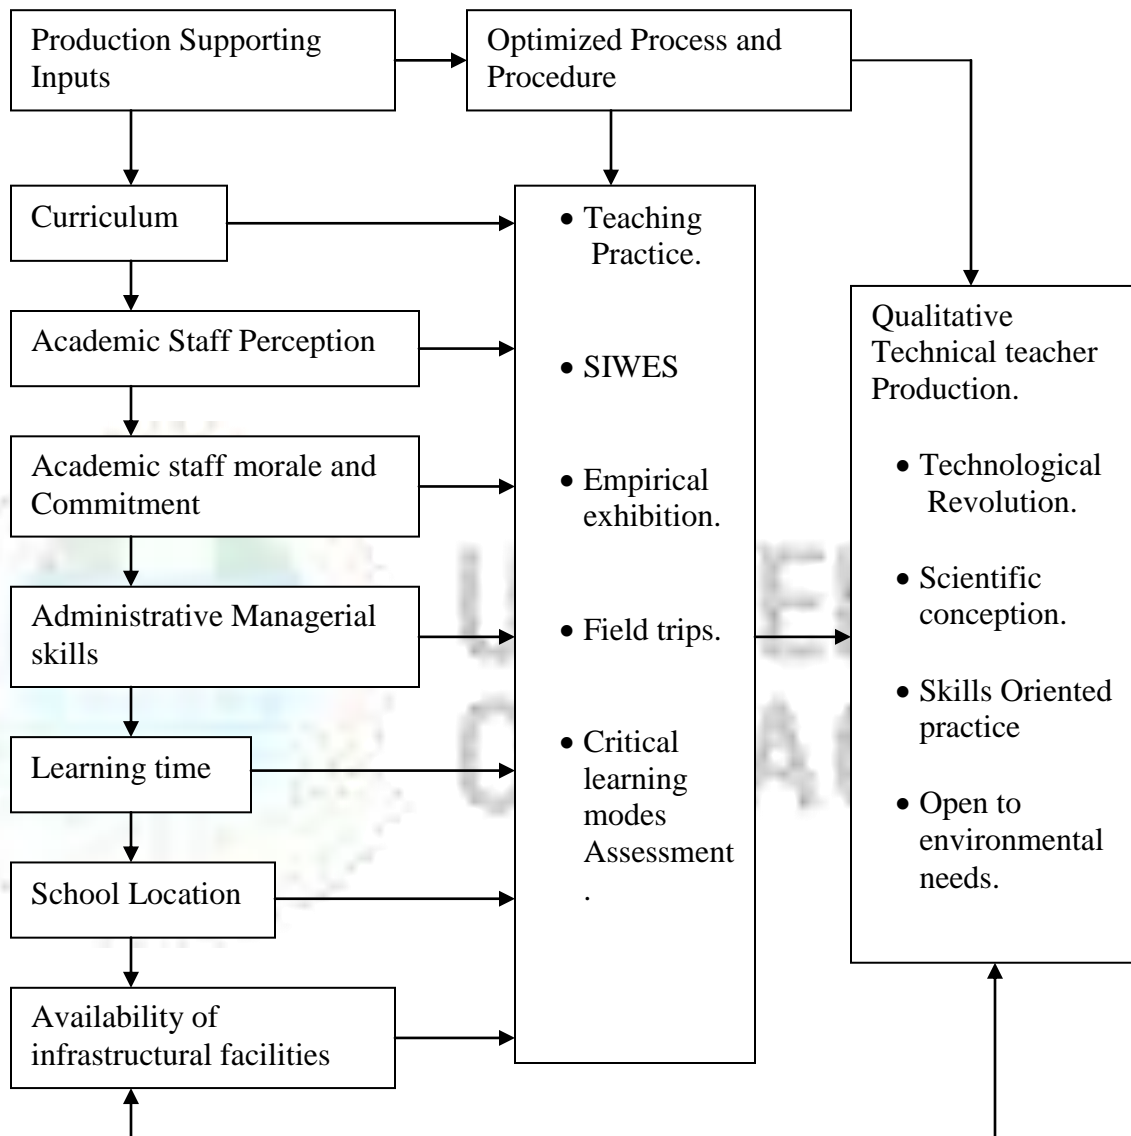 Production Supporting
Inputs
Optimized Process and
Procedure
Curriculum
Academic Staff Perception
Academic staff morale and
Commitment
Administrative Managerial
skills
Learning time
School Location
Availability of
infrastructural facilities
• Teaching
Practice.
• SIWES
• Empirical
exhibition.
• Field trips.
• Critical
learning
modes
Assessment
.
Qualitative
Technical teacher
Production.
• Technological
Revolution.
• Scientific
conception.
• Skills Oriented
practice
• Open to
environmental
needs.